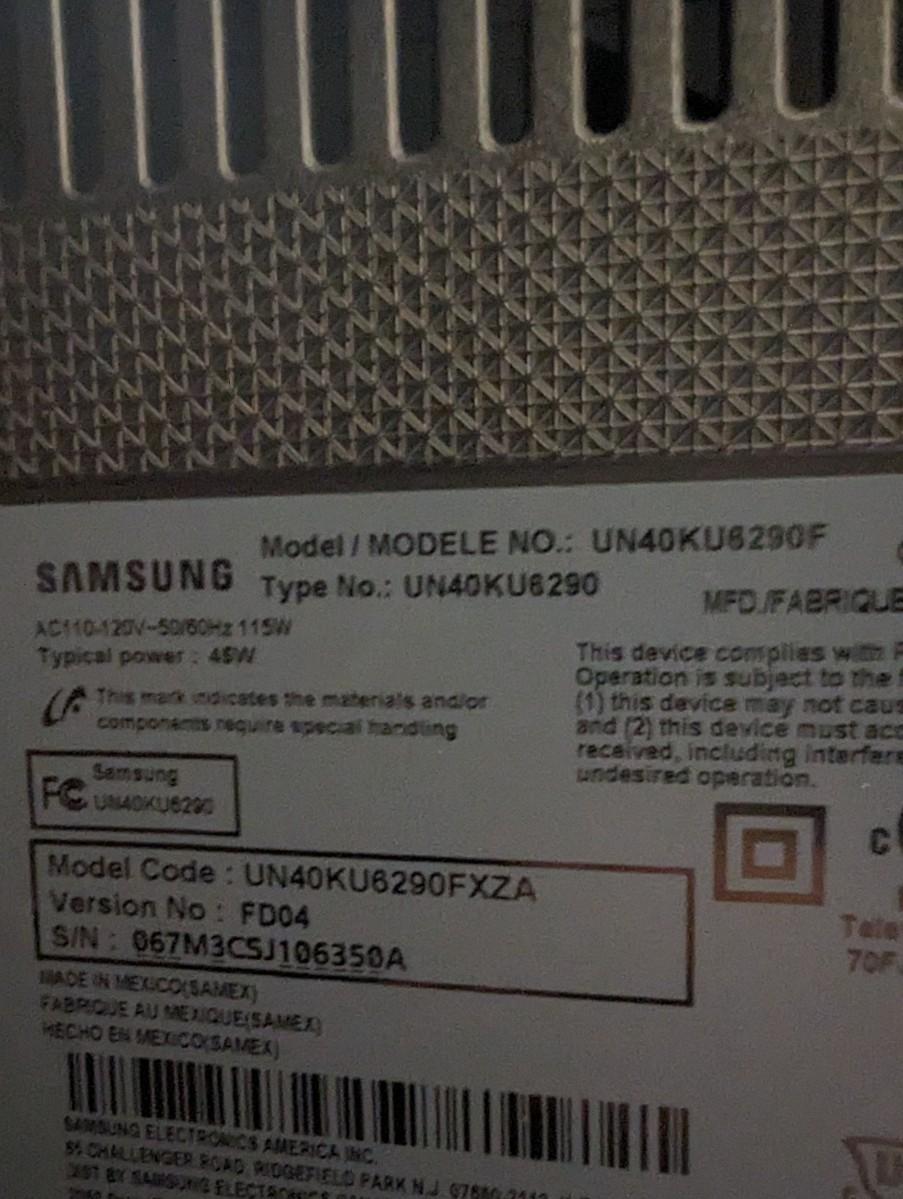 Model / MODELE NO.: UN40KU6290F
SAMSUNG
Type No.: UN40KU6290
MFD./FABRIQUE
AC110-120V~50/60Hz 115W
Typical power : 45W
This mark indicates the materials and/or
components require special handling
This device complies with
Operation is subject to the
(1) this device may not
and (2) this device must
received, including
undesired operation.
FC Samsung
UN40KU6290
Model Code : UN40KU6290FXZA
Version No : FD04
S/N : 067M3CSJ106350A
MADE IN MEXICO(SAMEX)
FABRIQUE AU MEXIQUE(SAMEX)
HECHO EN MEXICO(SAMEX)
SAMSUNG ELECTRONICS AMERICA INC.
85 CHALLENGER ROAD, RIDGEFIELD PARK N.J.
DIST BY SAMSUNG